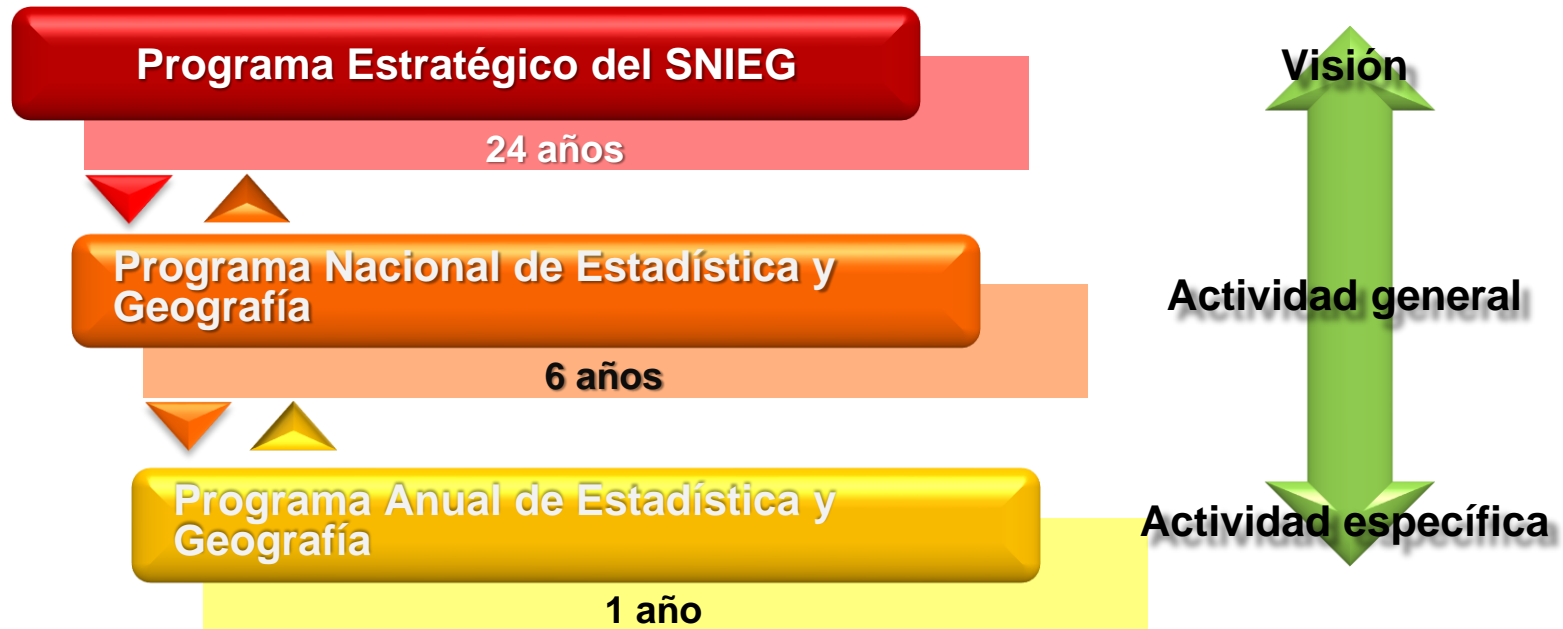 Programa Estratégico del SNIEG
Visión
24 años
Programa Nacional de Estadística y
Geografía
Actividad general
6 años
Programa Anual de Estadística y
Geografía
Actividad específica
1 año